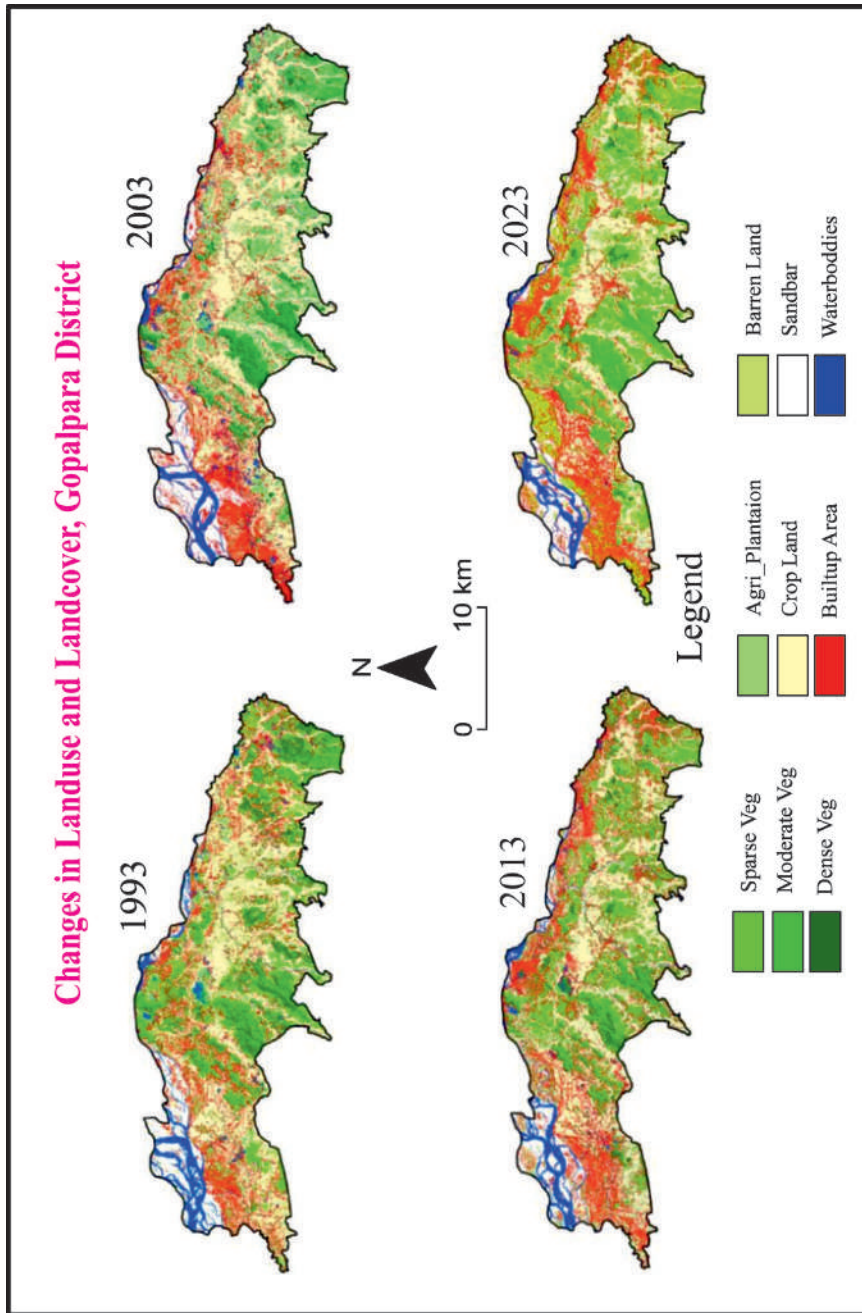 Changes in Landuse and Landcover, Gopalpara District
1993
2003
N
0 10 km
2013
2023
Legend
Sparse Veg
Moderate Veg
Dense Veg
Agri_Plantaion
Crop Land
Builtup Area
Barren Land
Sandbar
Waterboddies